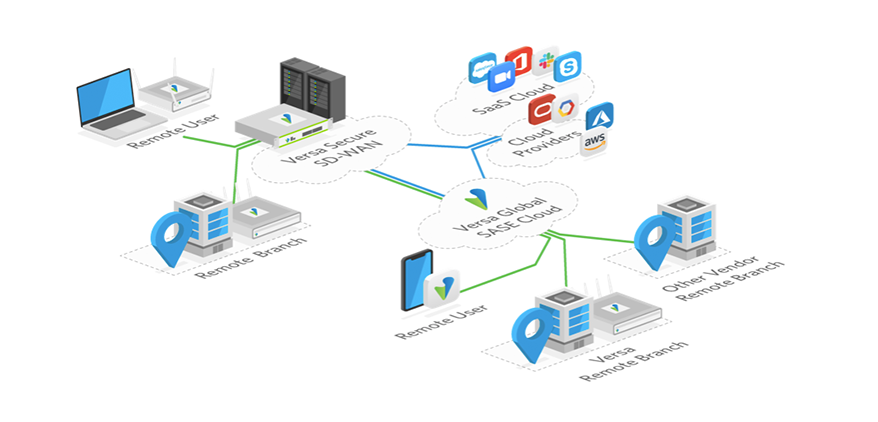 SaaS Cloud
Remote User
Versa Secure
SD-WAN
Cloud
Providers
aws
Versa Global
SASE Cloud
Remote Branch
Other Vendor
Remote Branch
Remote User
Versa
Remote Branch